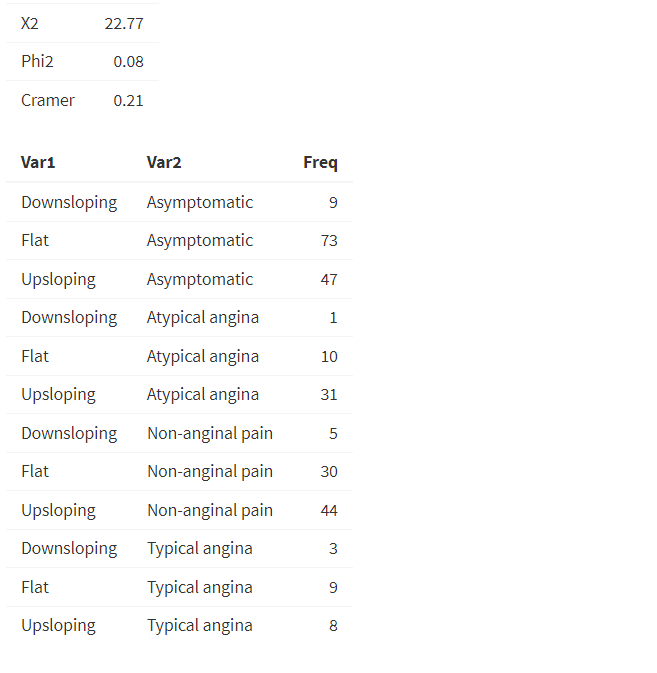 X2 22.77
Phi2 0.08
Cramer 0.21
Var1 Var2 Freq
Downsloping Asymptomatic 9
Flat Asymptomatic 73
Upsloping Asymptomatic 47
Downsloping Atypical angina 1
Flat Atypical angina 10
Upsloping Atypical angina 31
Downsloping Non-anginal pain 5
Flat Non-anginal pain 30
Upsloping Non-anginal pain 44
Downsloping Typical angina 3
Flat Typical angina 9
Upsloping Typical angina 8